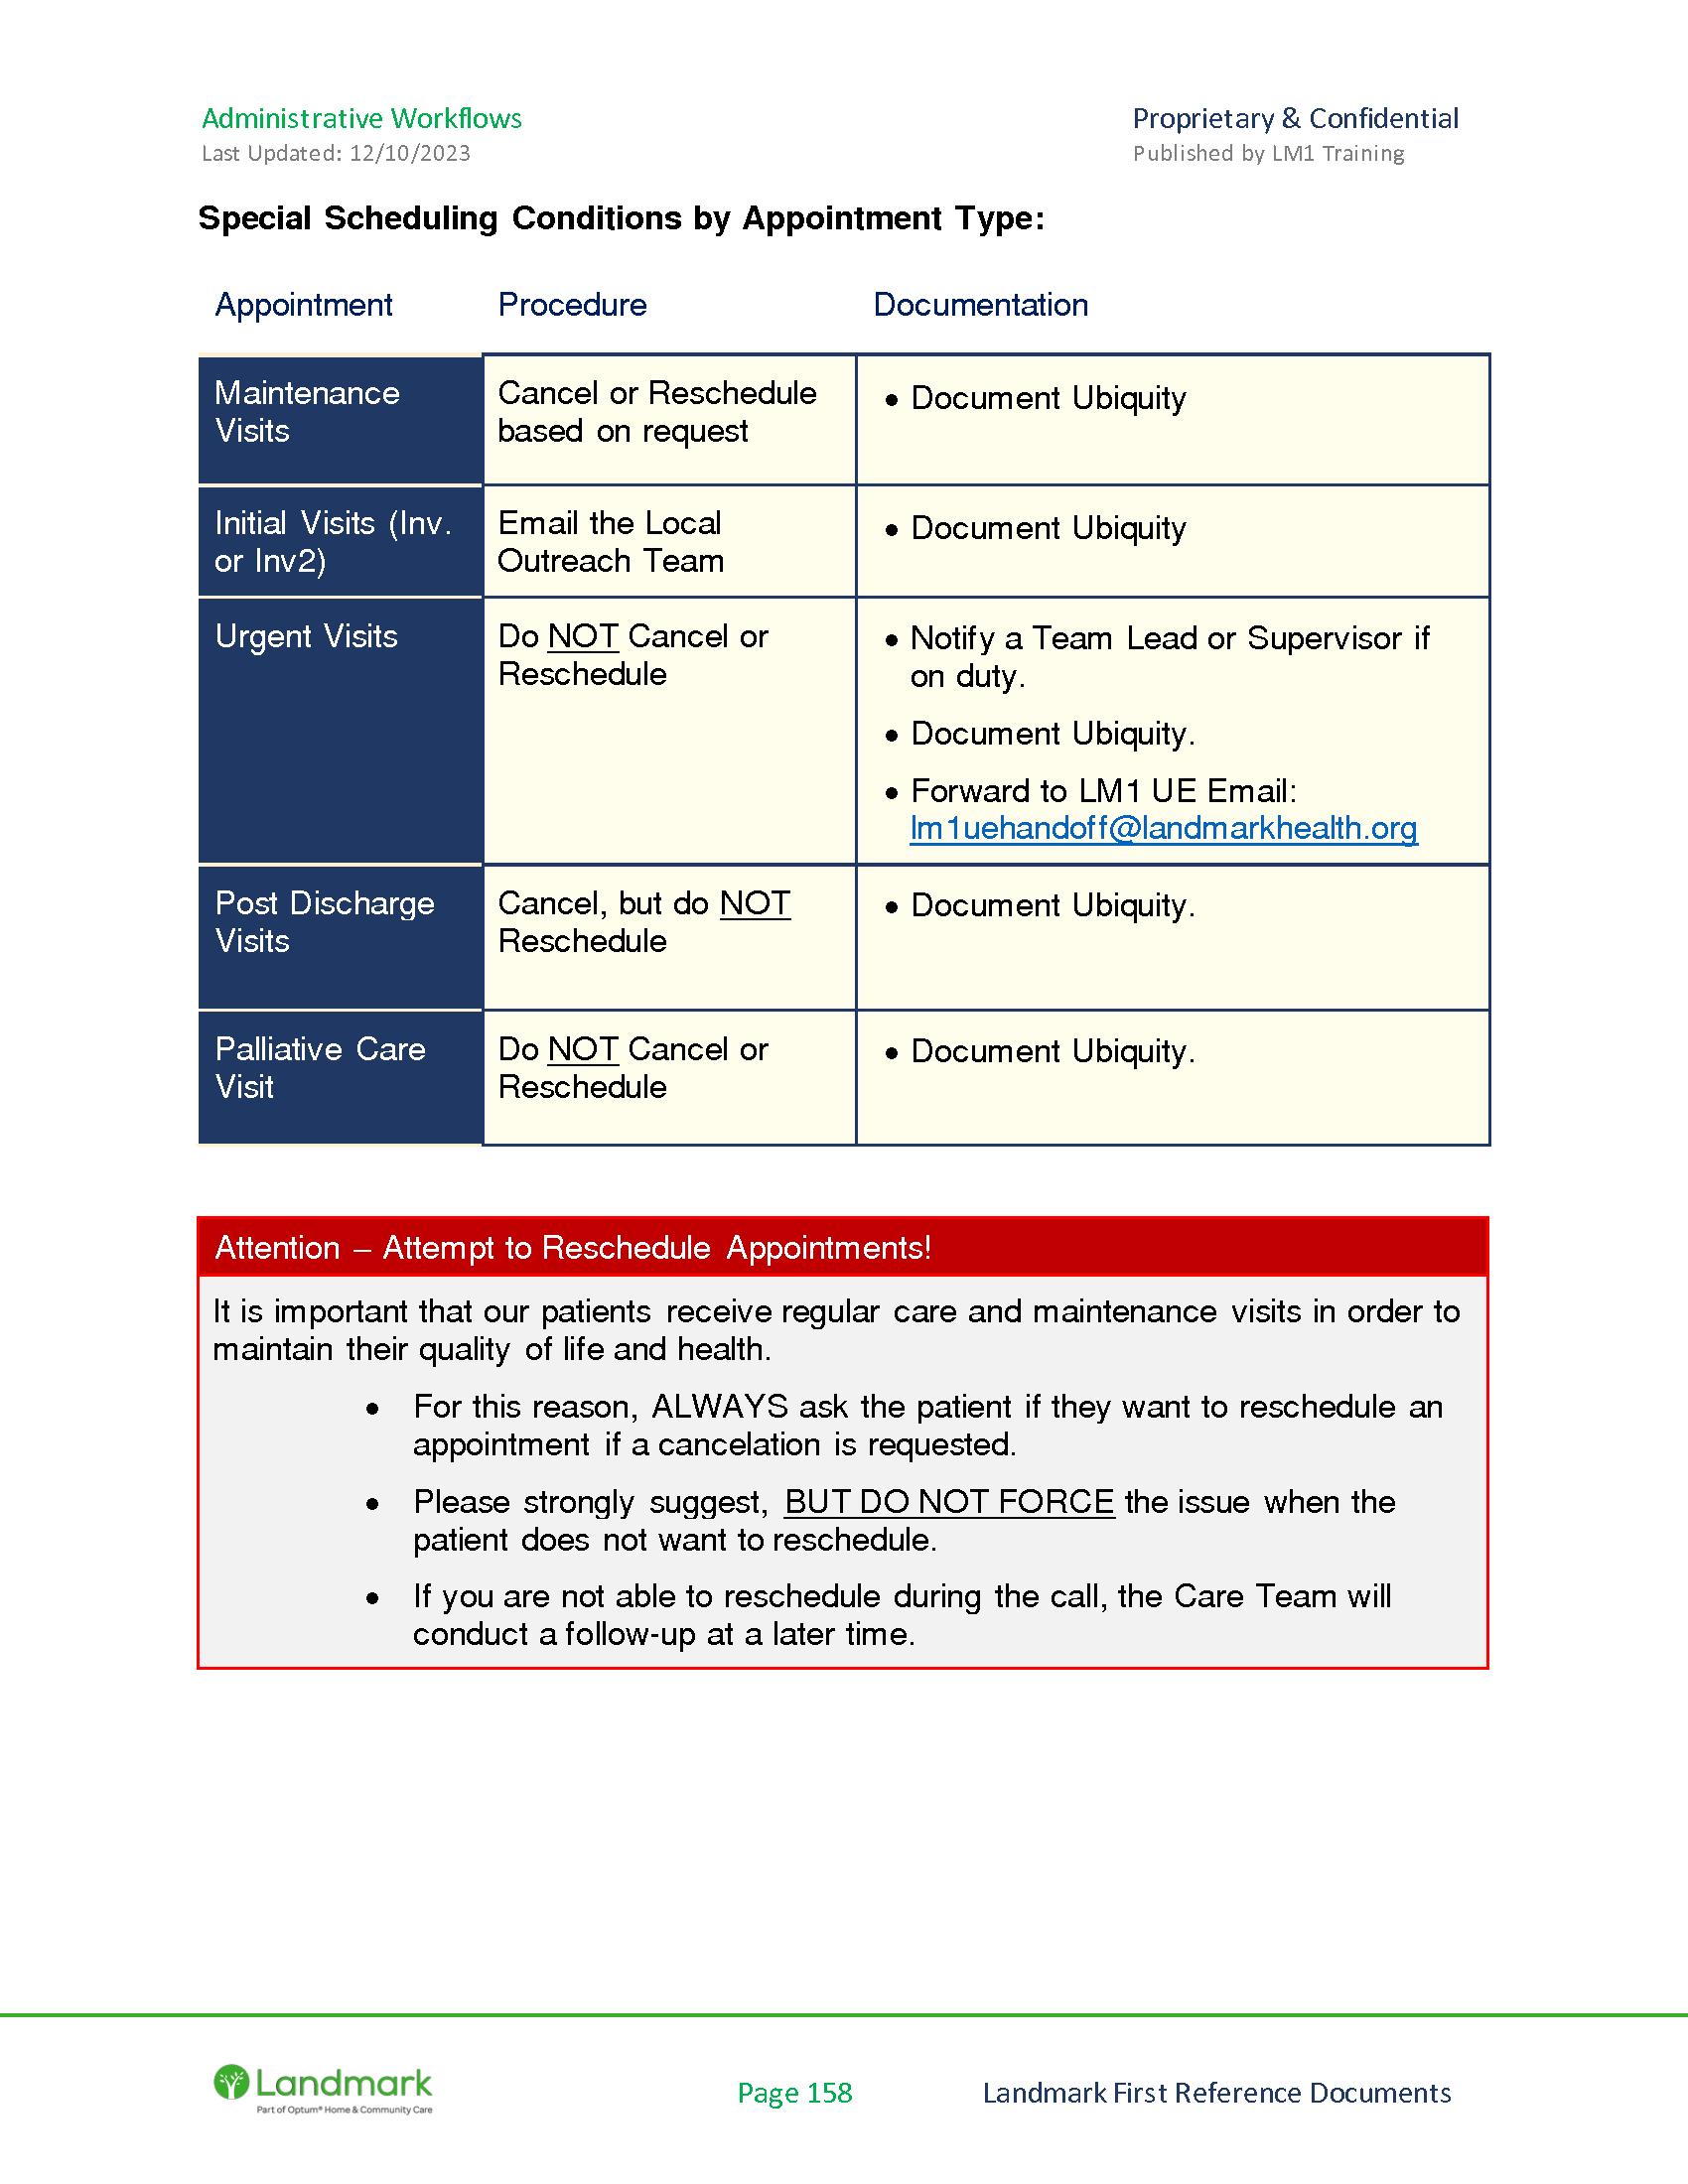 Administrative Workflows
Proprietary & Confidential
Last Updated: 12/10/2023
Published by LM1 Training
Special Scheduling Conditions by Appointment Type:
Appointment
Procedure
Documentation
Maintenance
Visits
Cancel or Reschedule
based on request
• Document Ubiquity
Initial Visits (Inv.
or Inv2)
Email the Local
Outreach Team
• Document Ubiquity
Urgent Visits
Do NOT Cancel or
Reschedule
• Notify a Team Lead or Supervisor if
on duty.
• Document Ubiquity.
• Forward to LM1 UE Email:
lm1uehandoff@landmarkhealth.org
Post Discharge
Visits
Cancel, but do NOT
Reschedule
• Document Ubiquity.
Palliative Care
Visit
Do NOT Cancel or
Reschedule
• Document Ubiquity.
Attention – Attempt to Reschedule Appointments!
It is important that our patients receive regular care and maintenance visits in order to
maintain their quality of life and health.
• For this reason, ALWAYS ask the patient if they want to reschedule an
appointment if a cancelation is requested.
• Please strongly suggest, BUT DO NOT FORCE the issue when the
patient does not want to reschedule.
• If you are not able to reschedule during the call, the Care Team will
conduct a follow-up at a later time.
Landmark
Part of Optum® Home & Community Care
Page 158
Landmark First Reference Documents